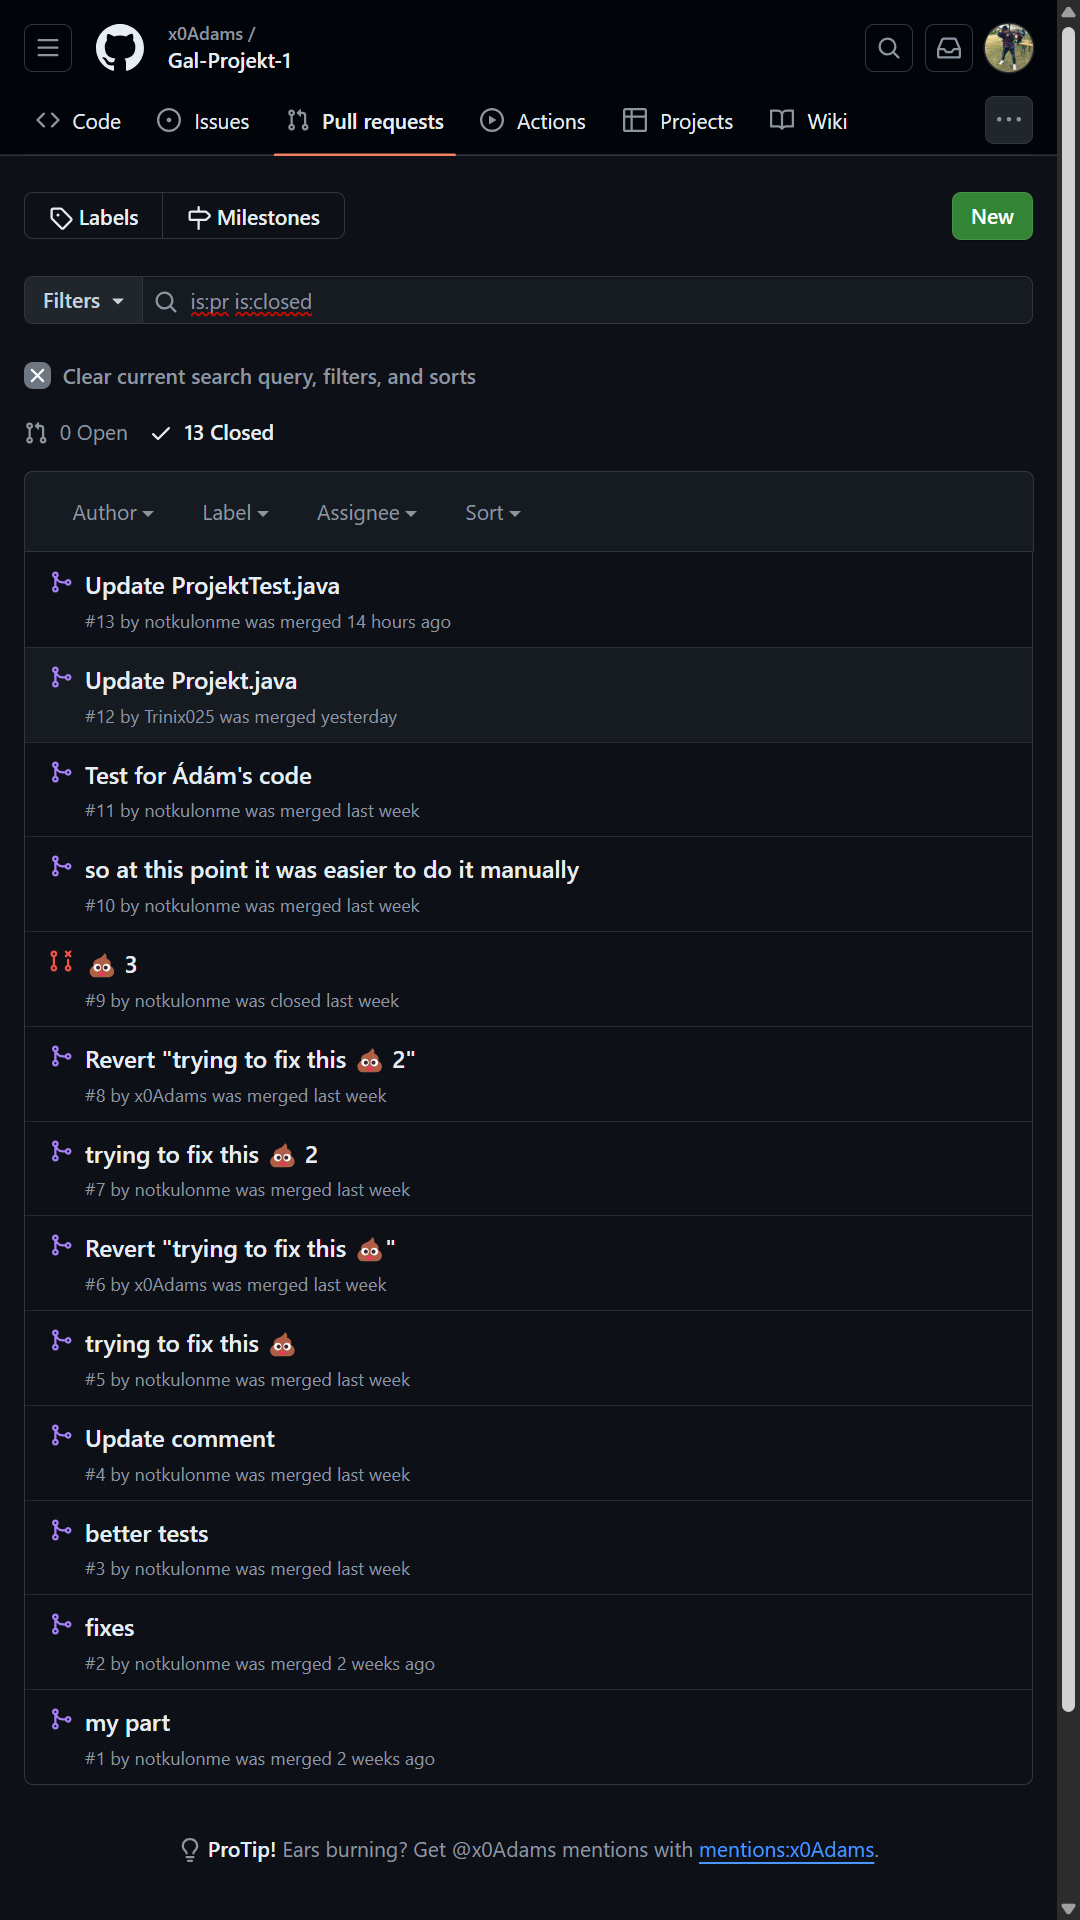 x0Adams /
Gal-Projekt-1
Code Issues Pull requests Actions Projects Wiki
Labels Milestones New
Filters is:pr is:closed
Clear current search query, filters, and sorts
0 Open 13 Closed
Author Label Assignee Sort
Update ProjektTest.java
#13 by notkulonme was merged 14 hours ago
Update Projekt.java
#12 by Trinix025 was merged yesterday
Test for Ádám's code
#11 by notkulonme was merged last week
so at this point it was easier to do it manually
#10 by notkulonme was merged last week
💩 3
#9 by notkulonme was closed last week
Revert "trying to fix this 💩 2"
#8 by x0Adams was merged last week
trying to fix this 💩 2
#7 by notkulonme was merged last week
Revert "trying to fix this 💩"
#6 by x0Adams was merged last week
trying to fix this 💩
#5 by notkulonme was merged last week
Update comment
#4 by notkulonme was merged last week
better tests
#3 by notkulonme was merged last week
fixes
#2 by notkulonme was merged 2 weeks ago
my part
#1 by notkulonme was merged 2 weeks ago
ProTip! Ears burning? Get @x0Adams mentions with mentions:x0Adams.